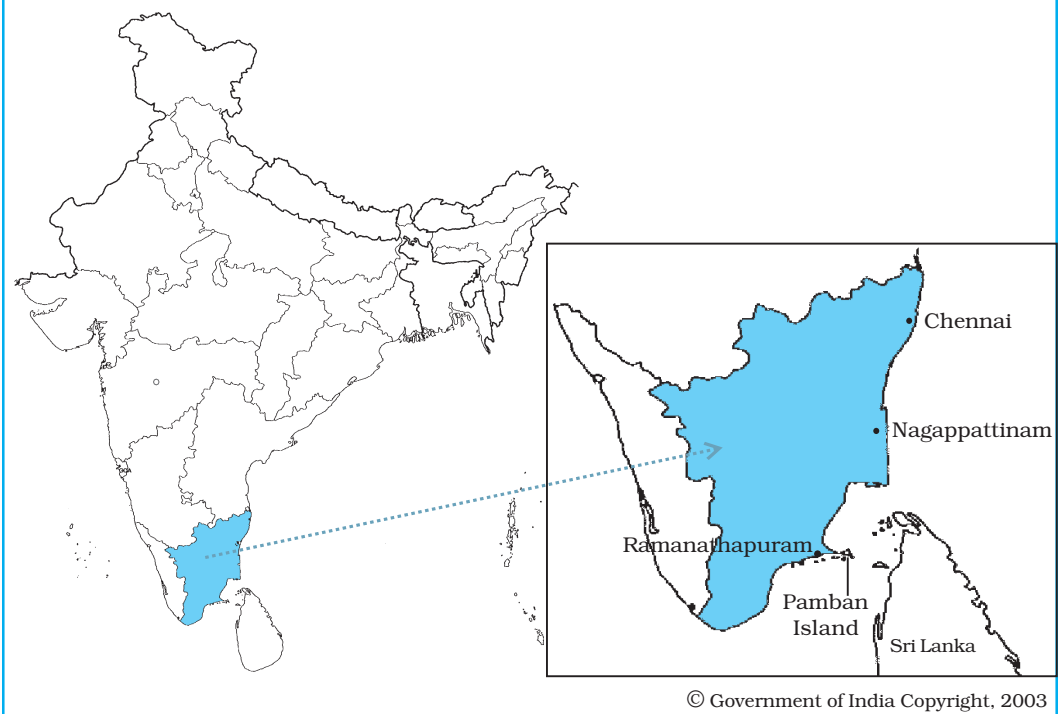 Chennai
Nagappattinam
Ramanathapuram
Pamban
Island
Sri Lanka
© Government of India Copyright, 2003